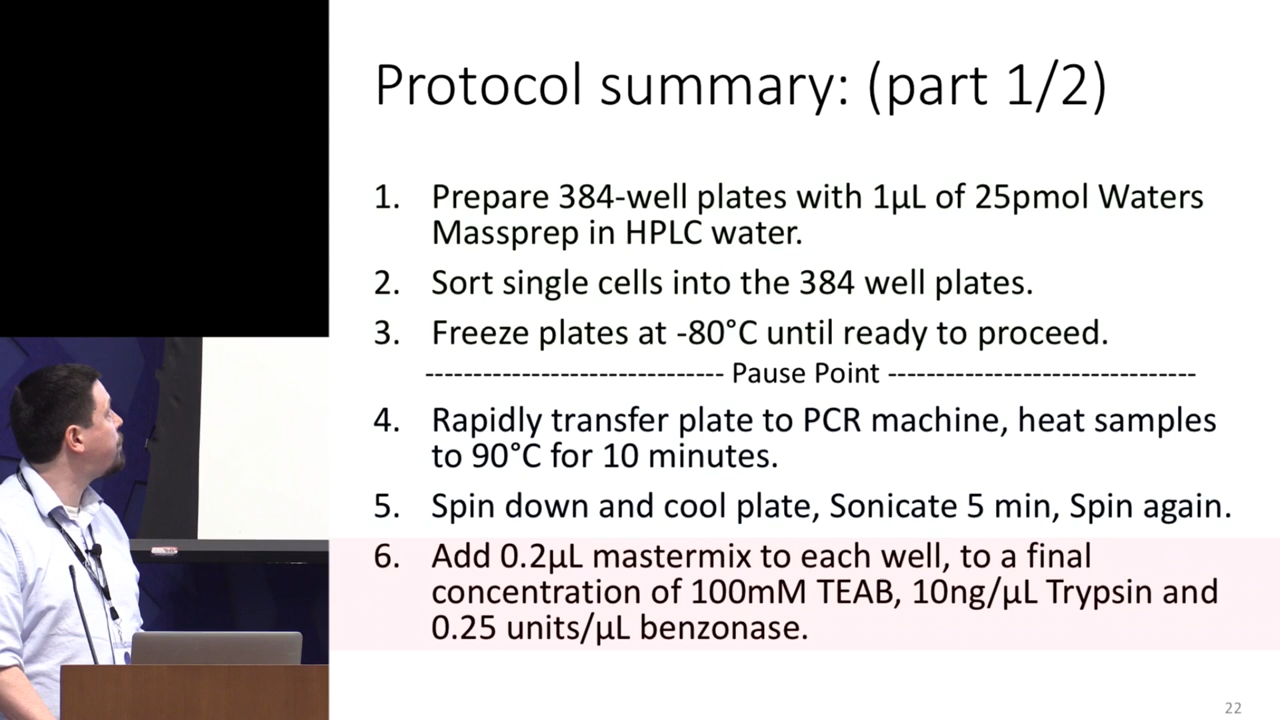 Protocol summary: (part 1/2)
1. Prepare 384-well plates with 1µL of 25pmol Waters
Massprep in HPLC water.
2. Sort single cells into the 384 well plates.
3. Freeze plates at -80°C until ready to proceed.
------------------------------- Pause Point --------------------------------
4. Rapidly transfer plate to PCR machine, heat samples
to 90°C for 10 minutes.
5. Spin down and cool plate, Sonicate 5 min, Spin again.
6. Add 0.2µL mastermix to each well, to a final
concentration of 100mM TEAB, 10ng/µL Trypsin and
0.25 units/µL benzonase.
22